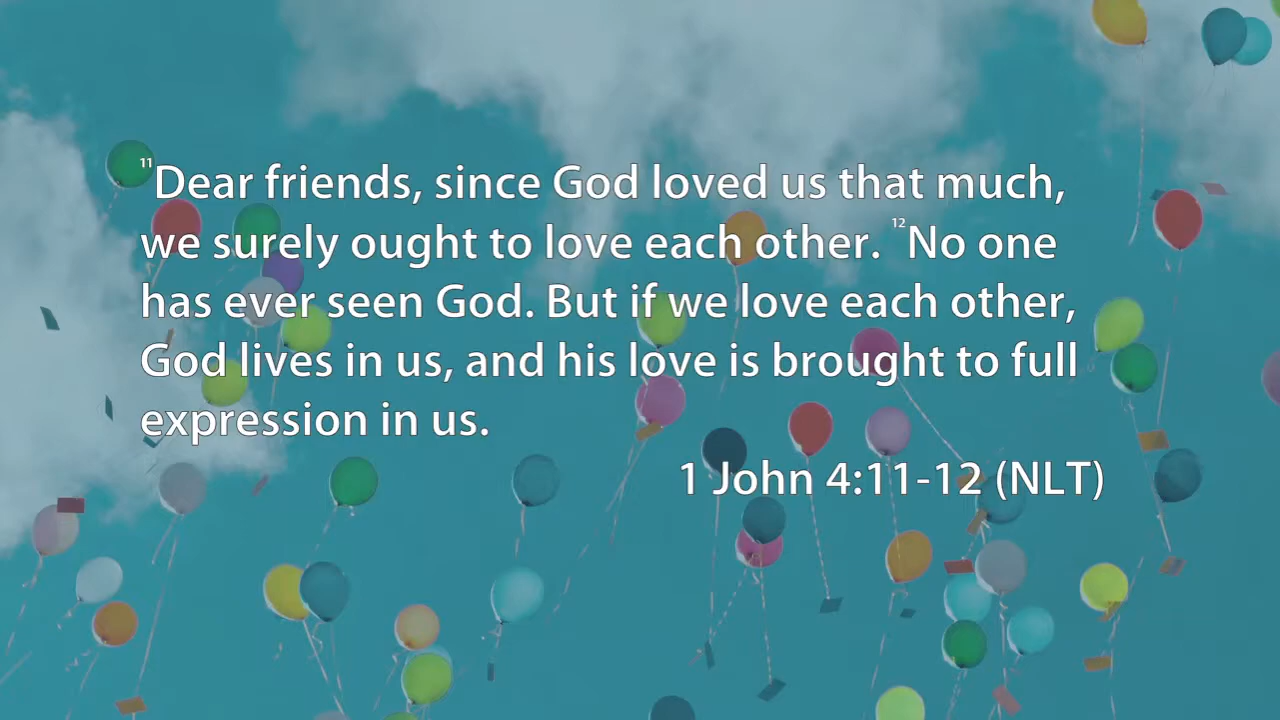 ¹¹Dear friends, since God loved us that much,
we surely ought to love each other. ¹²No one
has ever seen God. But if we love each other,
God lives in us, and his love is brought to full
expression in us.
1 John 4:11-12 (NLT)